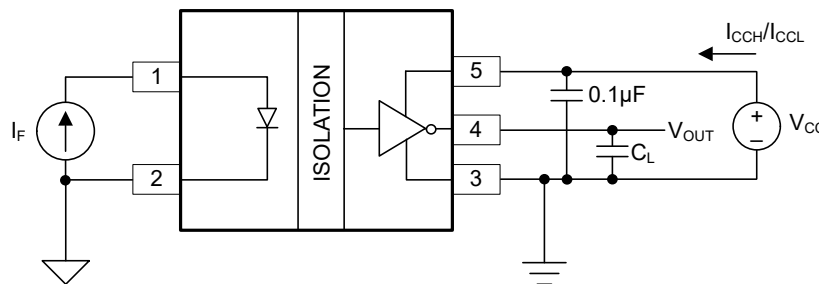 I_CCH/I_CCL
1
5
0.1µF
I_F
ISOLATION
4
V_OUT
+
–
V_CC
C_L
2
3